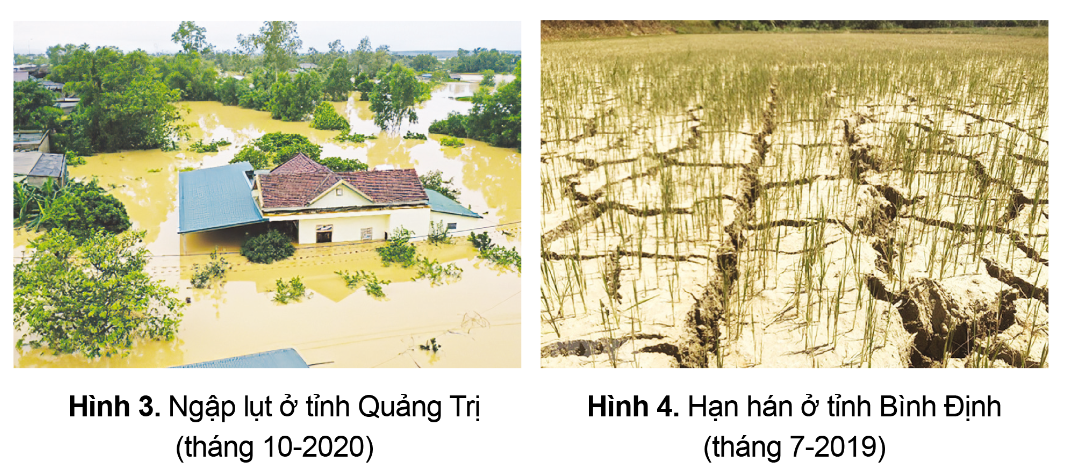 Hình 3. Ngập lụt ở tỉnh Quảng Trị
(tháng 10-2020)
Hình 4. Hạn hán ở tỉnh Bình Định
(tháng 7-2019)